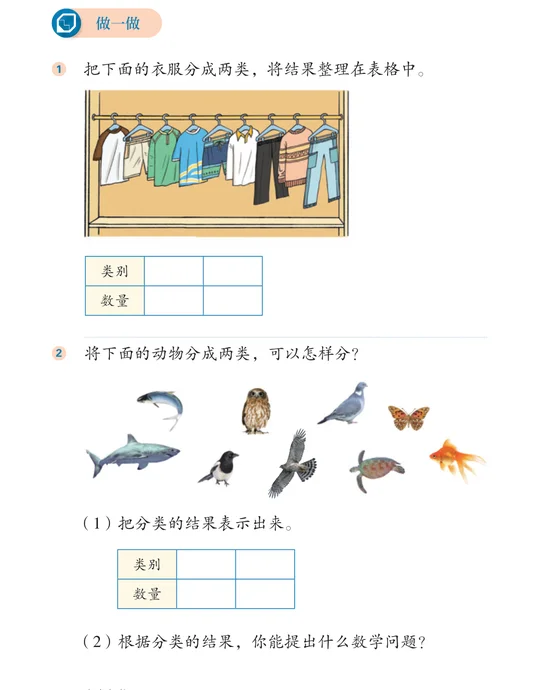 做一做
1 把下面的衣服分成两类，将结果整理在表格中。
类别
数量
2 将下面的动物分成两类，可以怎样分？
（1）把分类的结果表示出来。
类别
数量
（2）根据分类的结果，你能提出什么数学问题？